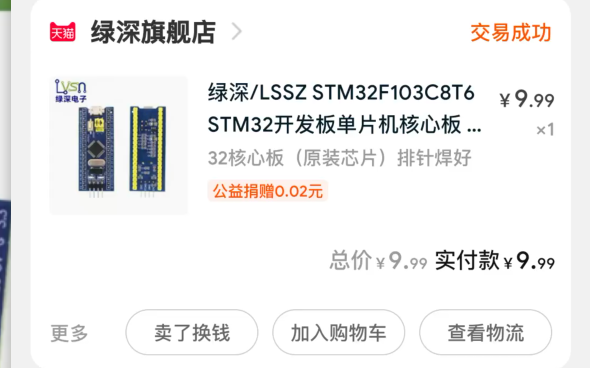 天猫 绿深旗舰店 交易成功
Lvsn
绿深电子
绿深/LSSZ STM32F103C8T6 ¥9.99
STM32开发板单片机核心板 ... ×1
32核心板（原装芯片）排针焊好
公益捐赠0.02元
总价¥9.99 实付款¥9.99
更多 卖了换钱 加入购物车 查看物流